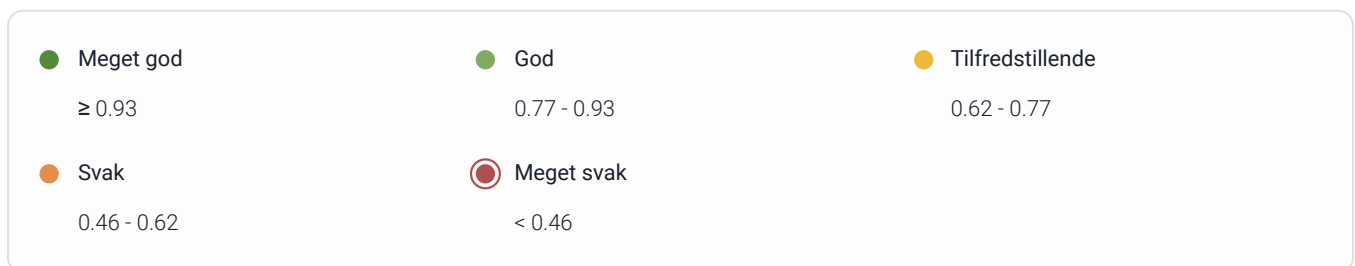 Meget god
≥ 0.93
God
0.77 - 0.93
Tilfredstillende
0.62 - 0.77
Svak
0.46 - 0.62
Meget svak
< 0.46